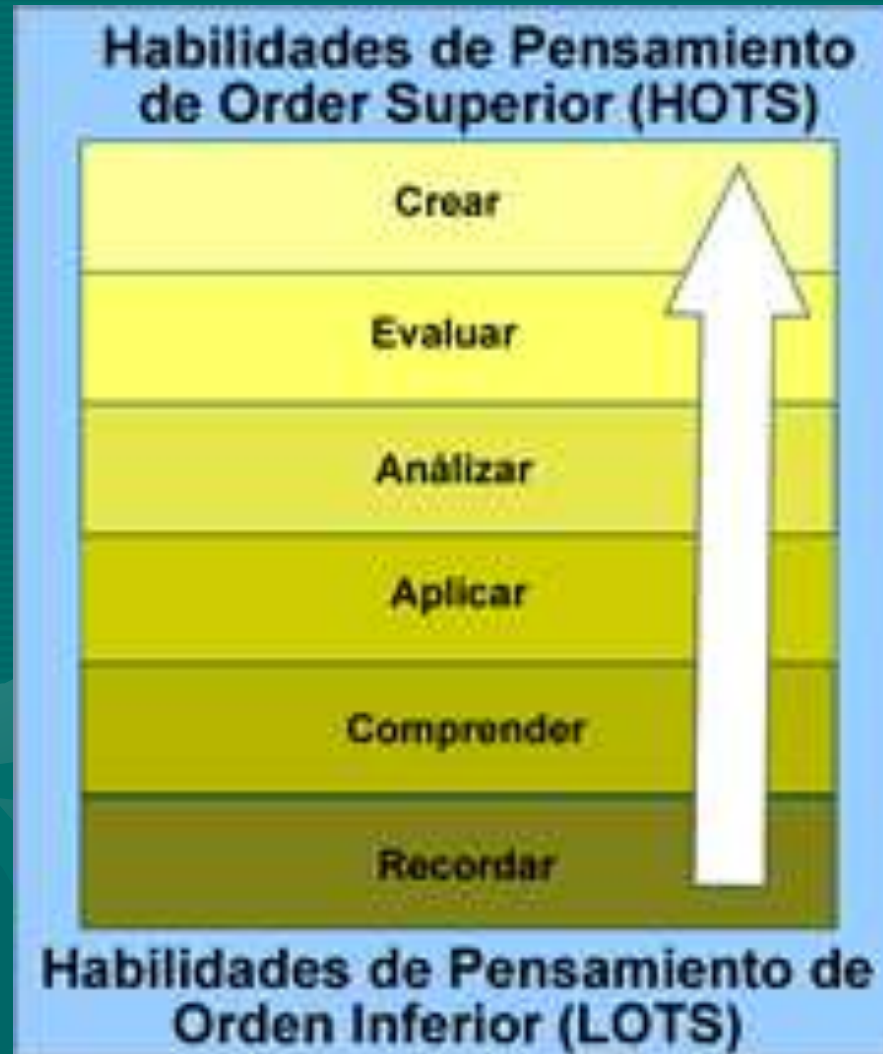 Habilidades de Pensamiento
de Order Superior (HOTS)
Crear
Evaluar
Análizar
Aplicar
Comprender
Recordar
Habilidades de Pensamiento de
Orden Inferior (LOTS)